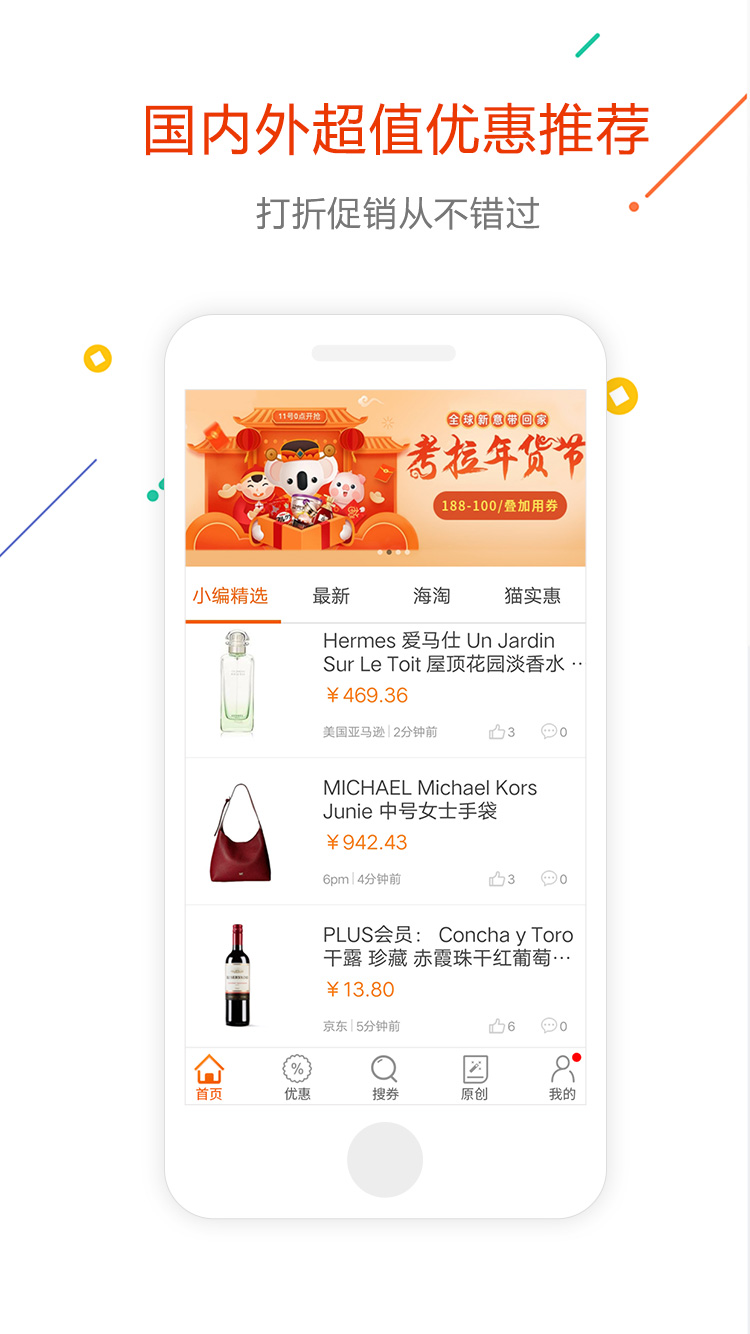 国内外超值优惠推荐
打折促销从不错过
11号0点开抢
全球新意带回家
考拉年货节
188-100/叠加用券
小编精选 最新 海淘 猫实惠
Hermes 爱马仕 Un Jardin
Sur Le Toit 屋顶花园淡香水 ···
￥469.36
美国亚马逊 | 2分钟前 3 0
MICHAEL Michael Kors
Junie 中号女士手袋
￥942.43
6pm | 4分钟前 3 0
PLUS会员： Concha y Toro
干露 珍藏 赤霞珠干红葡萄···
￥13.80
京东 | 5分钟前 6 0
首页 优惠 搜券 原创 我的